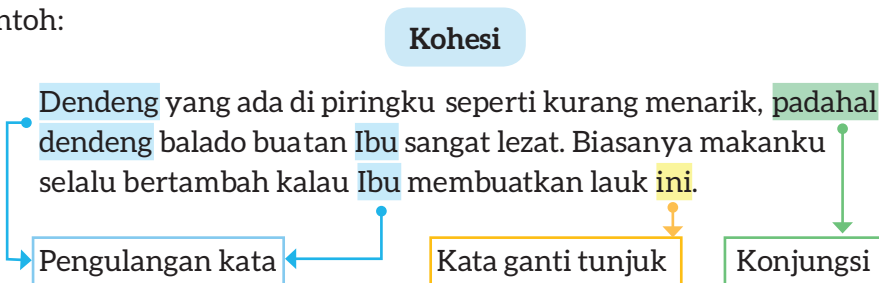 ntoh:
Kohesi
Dendeng yang ada di piringku seperti kurang menarik, padahal
dendeng balado buatan Ibu sangat lezat. Biasanya makanku
selalu bertambah kalau Ibu membuatkan lauk ini.
Pengulangan kata
Kata ganti tunjuk
Konjungsi